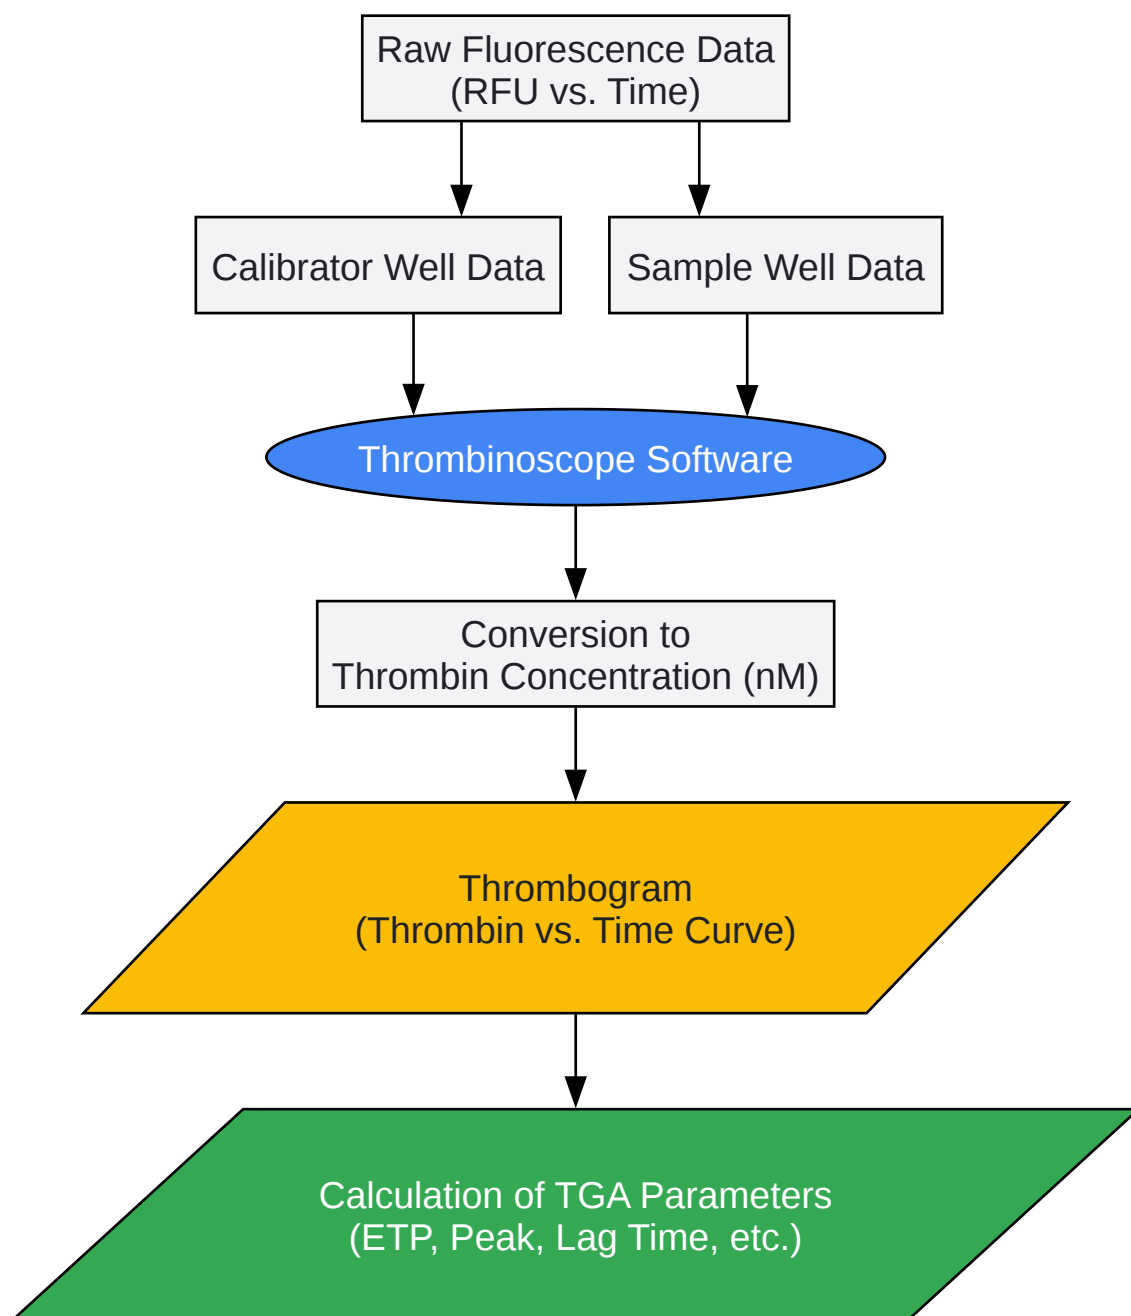 Raw Fluorescence Data
(RFU vs. Time)
Calibrator Well Data
Sample Well Data
Thrombinoscope Software
Conversion to
Thrombin Concentration (nM)
Thrombogram
(Thrombin vs. Time Curve)
Calculation of TGA Parameters
(ETP, Peak, Lag Time, etc.)